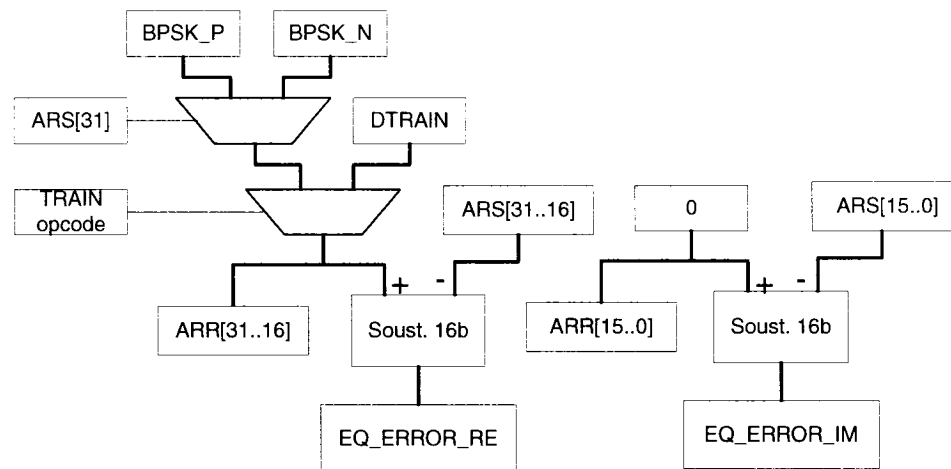 BPSK_P
BPSK_N
ARS[31]
DTRAIN
TRAIN
opcode
ARS[31..16]
0
ARS[15..0]
+
-
+
-
ARR[31..16]
Soust. 16b
ARR[15..0]
Soust. 16b
EQ_ERROR_RE
EQ_ERROR_IM